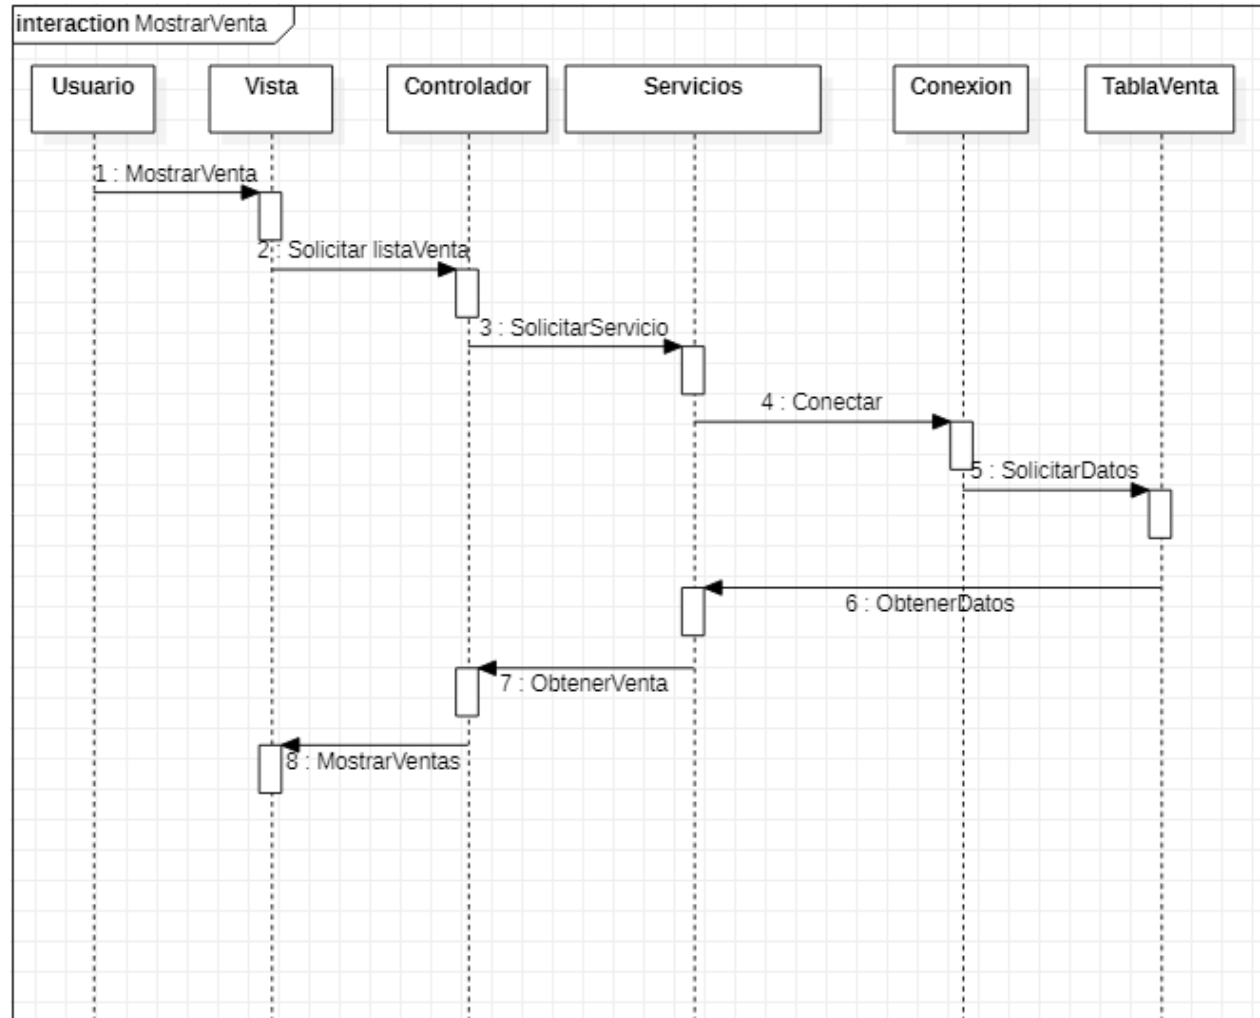 interaction MostrarVenta
Usuario
Vista
Controlador
Servicios
Conexion
TablaVenta
1 : MostrarVenta
2 : Solicitar listaVenta
3 : SolicitarServicio
4 : Conectar
5 : SolicitarDatos
6 : ObtenerDatos
7 : ObtenerVenta
8 : MostrarVentas